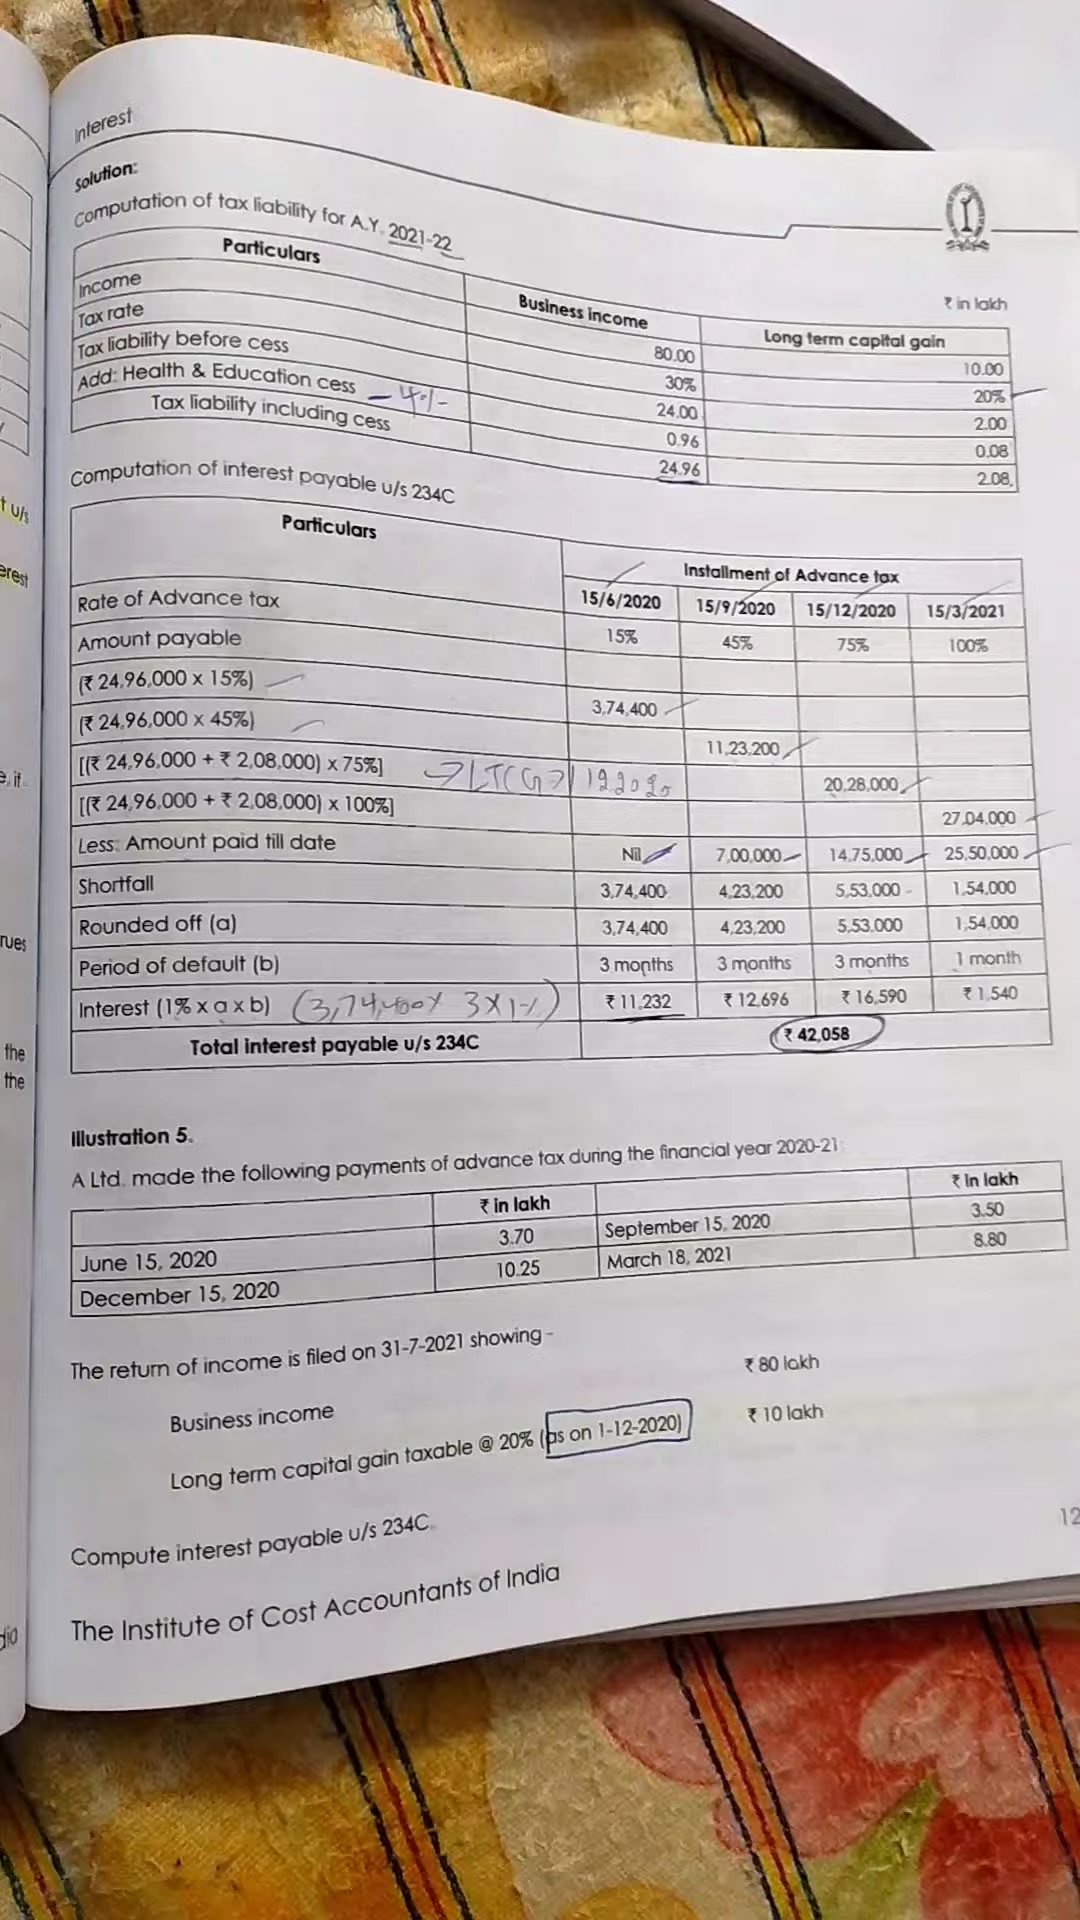 Interest
Solution:
Computation of tax liability for A.Y. 2021-22
₹ in lakh
Particulars Business income Long term capital gain
Income 80.00 10.00
Tax rate 30% 20%
Tax liability before cess 24.00 2.00
Add: Health & Education cess - 4% 0.96 0.08
Tax liability including cess 24.96 2.08
Computation of interest payable u/s 234C
Particulars Installment of Advance tax
15/6/2020 15/9/2020 15/12/2020 15/3/2021
Rate of Advance tax 15% 45% 75% 100%
Amount payable
(₹ 24,96,000 x 15%) 3,74,400
(₹ 24,96,000 x 45%) 11,23,200
[(₹ 24,96,000 + ₹ 2,08,000) x 75%] → LTCG → 20,28,000
[(₹ 24,96,000 + ₹ 2,08,000) x 100%] 27,04,000
Less: Amount paid till date Nil 7,00,000 14,75,000 25,50,000
Shortfall 3,74,400 4,23,200 5,53,000 1,54,000
Rounded off (a) 3,74,400 4,23,200 5,53,000 1,54,000
Period of default (b) 3 months 3 months 3 months 1 month
Interest (1% x a x b) (3,74,400 x 3 x 1%) ₹ 11,232 ₹ 12,696 ₹ 16,590 ₹ 1,540
Total interest payable u/s 234C ₹ 42,058
Illustration 5.
A Ltd. made the following payments of advance tax during the financial year 2020-21:
₹ in lakh ₹ in lakh
June 15, 2020 3.70 September 15, 2020 3.50
December 15, 2020 10.25 March 18, 2021 8.80
The return of income is filed on 31-7-2021 showing -
Business income ₹ 80 lakh
Long term capital gain taxable @ 20% (as on 1-12-2020) ₹ 10 lakh
Compute interest payable u/s 234C.
The Institute of Cost Accountants of India
12
t u/s
erest
e, if
rues
the
the
dia